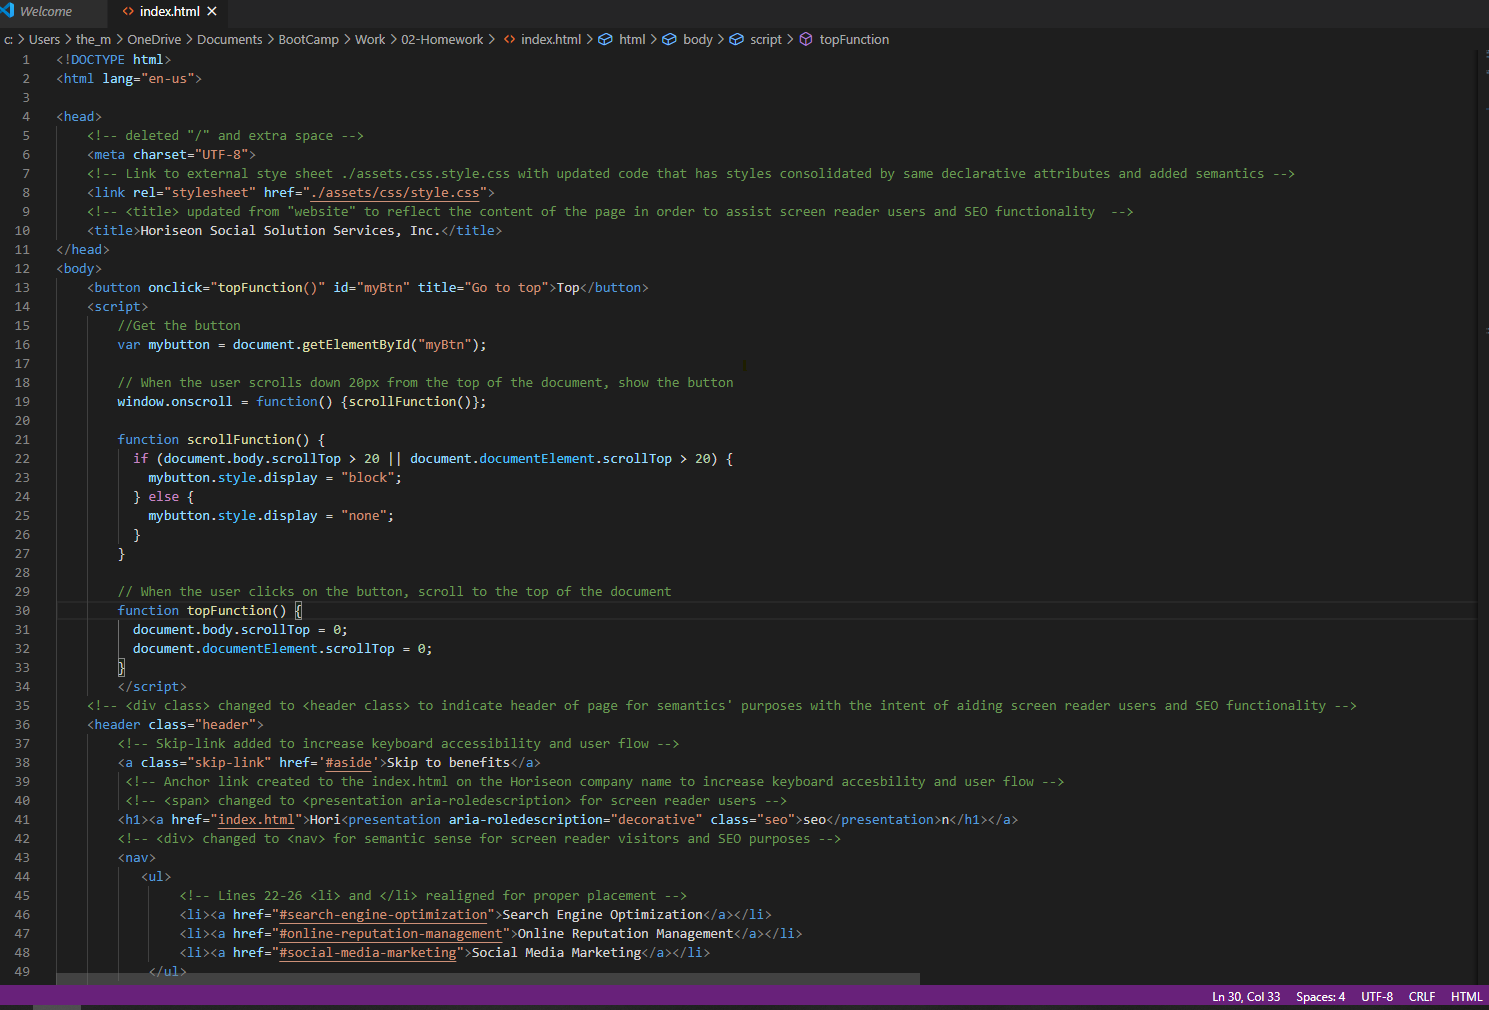 Welcome index.html
c: > Users > the_m > OneDrive > Documents > BootCamp > Work > 02-Homework > index.html > html > body > script > topFunction
1 <!DOCTYPE html>
2 <html lang="en-us">
3
4 <head>
5 <!-- deleted "/" and extra space -->
6 <meta charset="UTF-8">
7 <!-- Link to external stye sheet ./assets.css.style.css with updated code that has styles consolidated by same declarative attributes and added semantics -->
8 <link rel="stylesheet" href="./assets/css/style.css">
9 <!-- <title> updated from "website" to reflect the content of the page in order to assist screen reader users and SEO functionality  -->
10 <title>Horiseon Social Solution Services, Inc.</title>
11 </head>
12 <body>
13 <button onclick="topFunction()" id="myBtn" title="Go to top">Top</button>
14 <script>
15 //Get the button
16 var mybutton = document.getElementById("myBtn");
17
18 // When the user scrolls down 20px from the top of the document, show the button
19 window.onscroll = function() {scrollFunction()};
20
21 function scrollFunction() {
22 if (document.body.scrollTop > 20 || document.documentElement.scrollTop > 20) {
23 mybutton.style.display = "block";
24 } else {
25 mybutton.style.display = "none";
26 }
27 }
28
29 // When the user clicks on the button, scroll to the top of the document
30 function topFunction() {
31 document.body.scrollTop = 0;
32 document.documentElement.scrollTop = 0;
33 }
34 </script>
35 <!-- <div class> changed to <header class> to indicate header of page for semantics' purposes with the intent of aiding screen reader users and SEO functionality -->
36 <header class="header">
37 <!-- Skip-link added to increase keyboard accessibility and user flow -->
38 <a class="skip-link" href='#aside'>Skip to benefits</a>
39 <!-- Anchor link created to the index.html on the Horiseon company name to increase keyboard accesbility and user flow -->
40 <!-- <span> changed to <presentation aria-roledescription> for screen reader users -->
41 <h1><a href="index.html">Hori<presentation aria-roledescription="decorative" class="seo">seo</presentation>n</h1></a>
42 <!-- <div> changed to <nav> for semantic sense for screen reader visitors and SEO purposes -->
43 <nav>
44 <ul>
45 <!-- Lines 22-26 <li> and </li> realigned for proper placement -->
46 <li><a href="#search-engine-optimization">Search Engine Optimization</a></li>
47 <li><a href="#online-reputation-management">Online Reputation Management</a></li>
48 <li><a href="#social-media-marketing">Social Media Marketing</a></li>
49 </ul>
Ln 30, Col 33 Spaces: 4 UTF-8 CRLF HTML